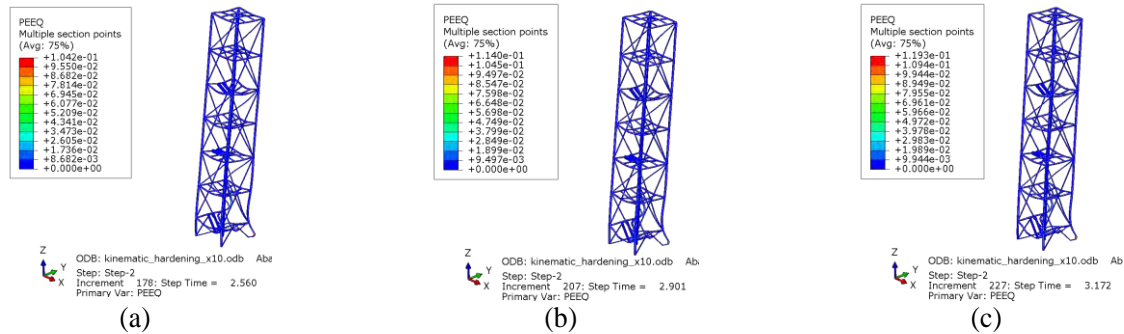 PEEQ
Multiple section points
(Avg: 75%)
+1.042e-01
+9.550e-02
+8.682e-02
+7.814e-02
+6.945e-02
+6.077e-02
+5.209e-02
+4.341e-02
+3.473e-02
+2.605e-02
+1.736e-02
+8.682e-03
+0.000e+00
Z
Y
X
ODB: kinematic_hardening_x10.odb Aba
Step: Step-2
Increment 178: Step Time = 2.560
Primary Var: PEEQ
(a)
PEEQ
Multiple section points
(Avg: 75%)
+1.140e-01
+1.045e-01
+9.497e-02
+8.547e-02
+7.598e-02
+6.648e-02
+5.698e-02
+4.749e-02
+3.799e-02
+2.849e-02
+1.899e-02
+9.497e-03
+0.000e+00
Z
Y
X
ODB: kinematic_hardening_x10.odb Aba
Step: Step-2
Increment 207: Step Time = 2.901
Primary Var: PEEQ
(b)
PEEQ
Multiple section points
(Avg: 75%)
+1.193e-01
+1.094e-01
+9.944e-02
+8.949e-02
+7.955e-02
+6.961e-02
+5.966e-02
+4.972e-02
+3.978e-02
+2.983e-02
+1.989e-02
+9.944e-03
+0.000e+00
Z
Y
X
ODB: kinematic_hardening_x10.odb Ab
Step: Step-2
Increment 227: Step Time = 3.172
Primary Var: PEEQ
(c)